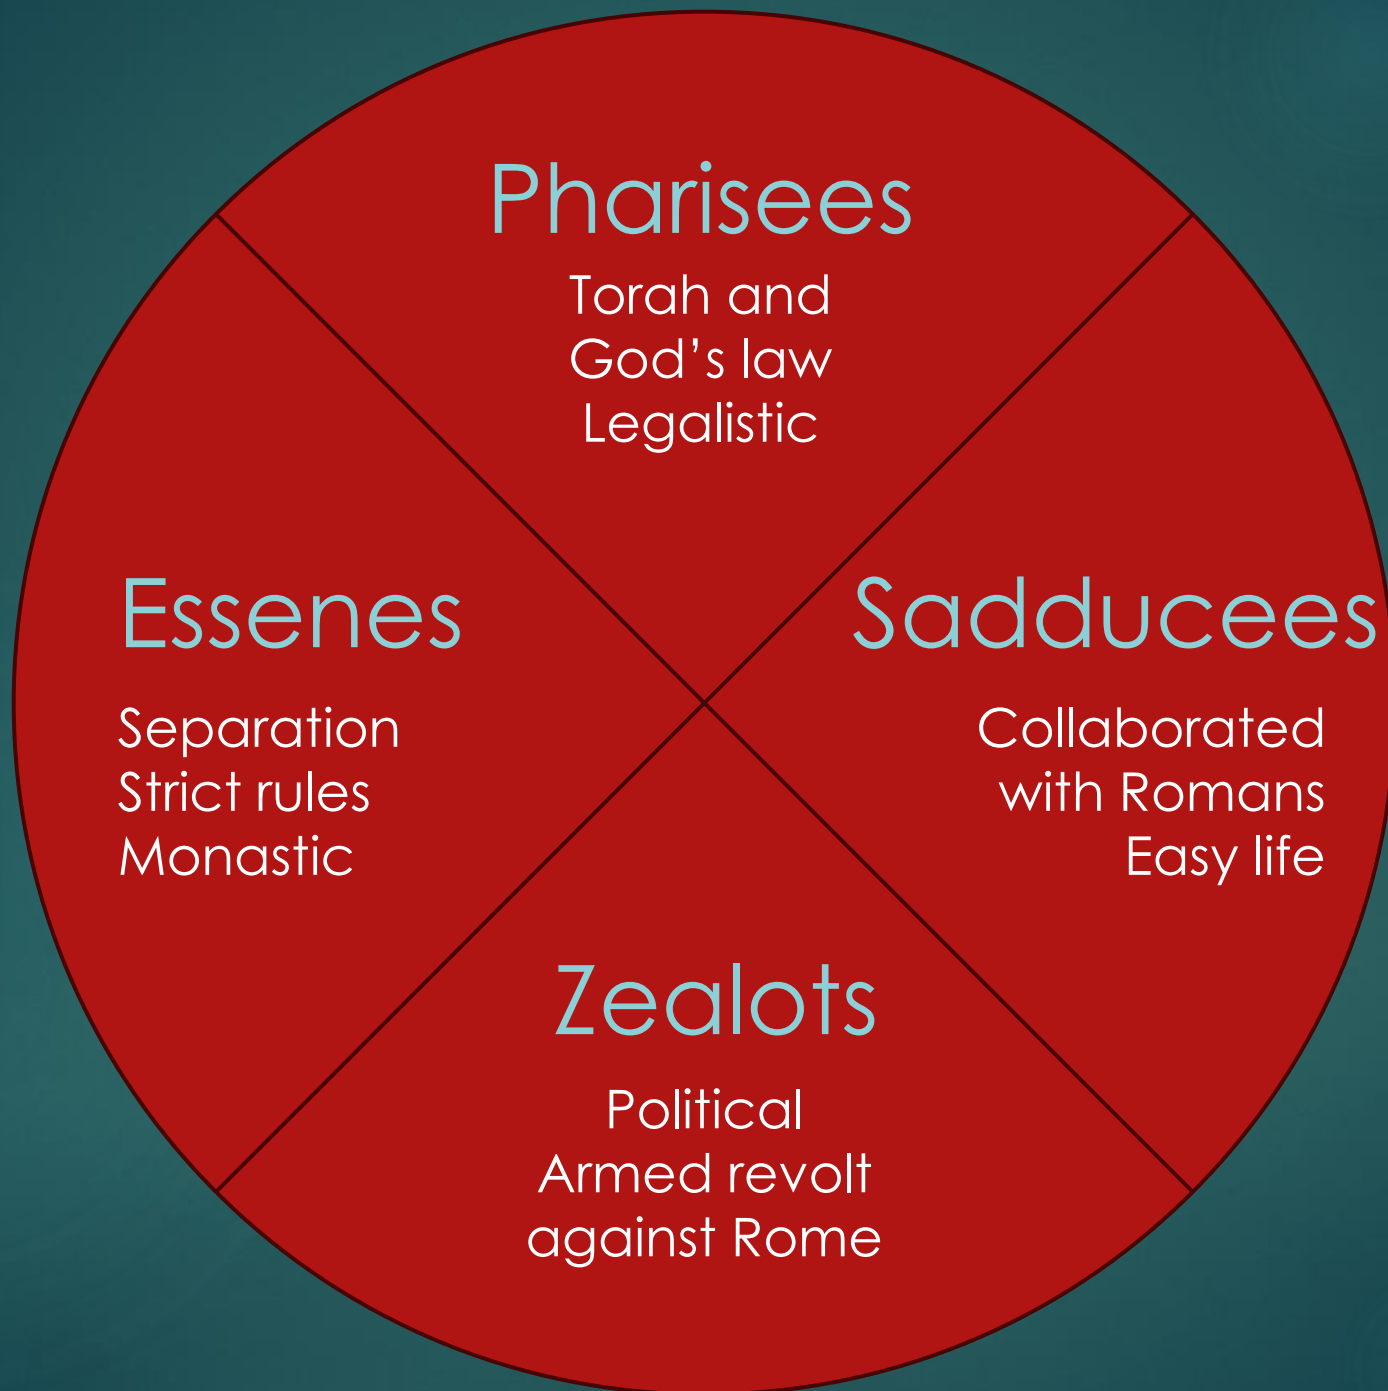 Pharisees
Torah and
God’s law
Legalistic
Essenes
Separation
Strict rules
Monastic
Sadducees
Collaborated
with Romans
Easy life
Zealots
Political
Armed revolt
against Rome